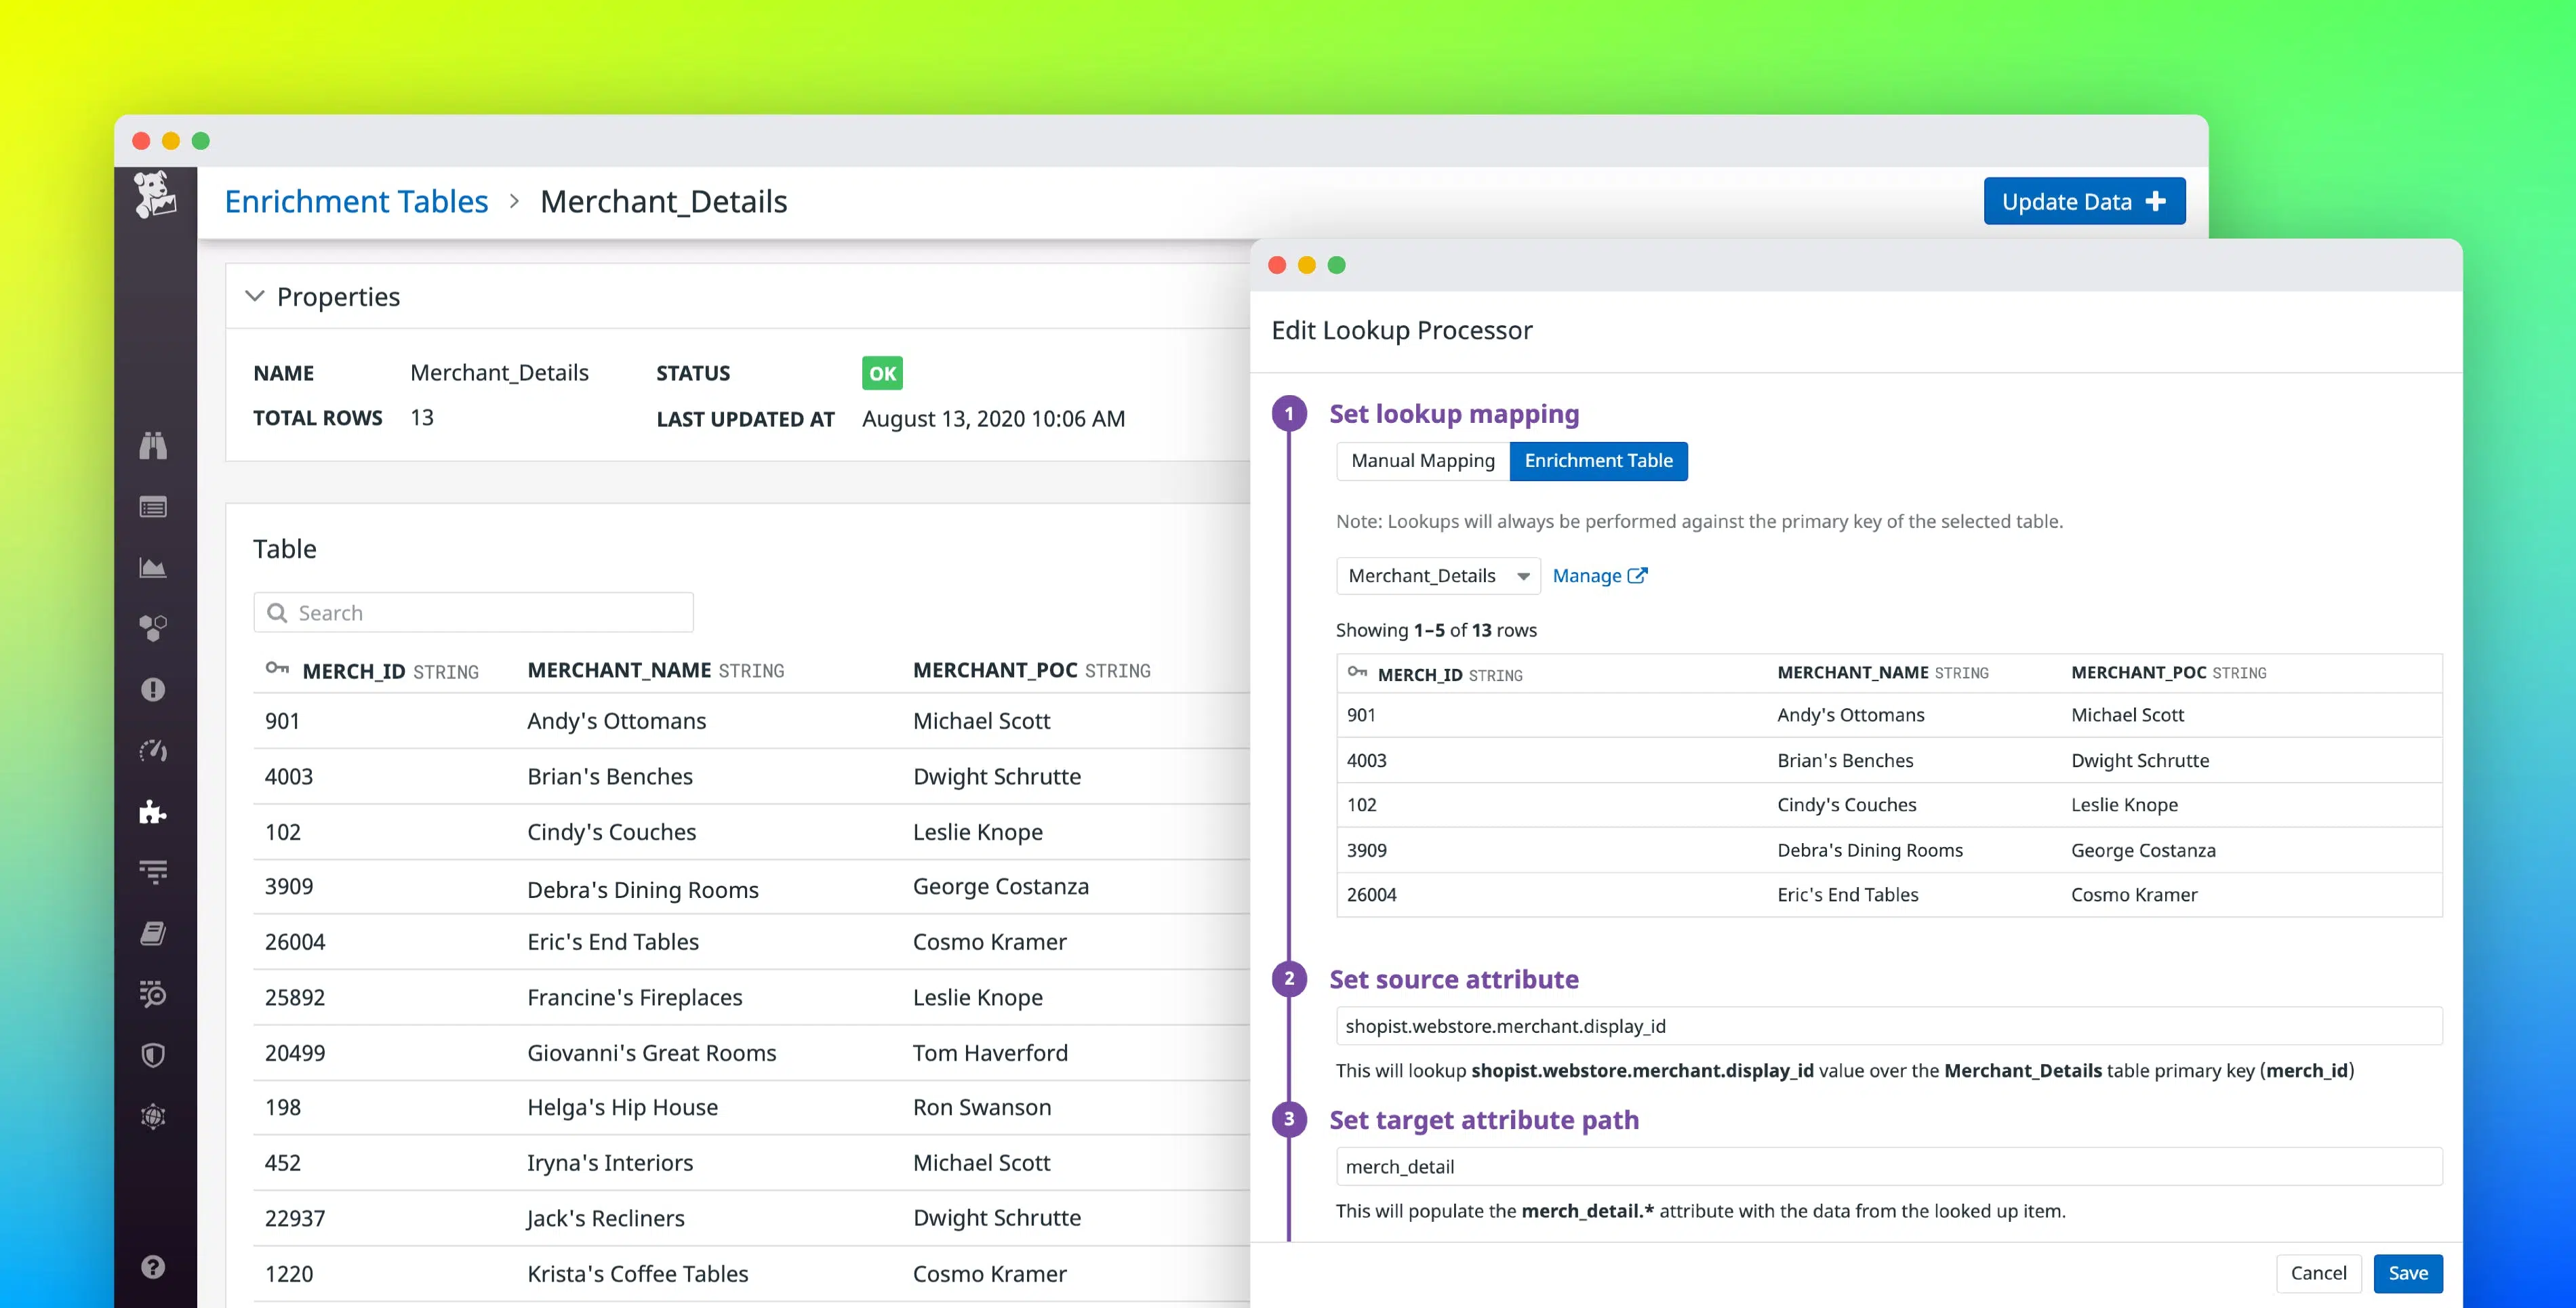 Enrichment Tables > Merchant_Details
Update Data +
Properties
NAME Merchant_Details STATUS OK
TOTAL ROWS 13 LAST UPDATED AT August 13, 2020 10:06 AM
Table
Search
MERCH_ID STRING MERCHANT_NAME STRING MERCHANT_POC STRING
901 Andy's Ottomans Michael Scott
4003 Brian's Benches Dwight Schrutte
102 Cindy's Couches Leslie Knope
3909 Debra's Dining Rooms George Costanza
26004 Eric's End Tables Cosmo Kramer
25892 Francine's Fireplaces Leslie Knope
20499 Giovanni's Great Rooms Tom Haverford
198 Helga's Hip House Ron Swanson
452 Iryna's Interiors Michael Scott
22937 Jack's Recliners Dwight Schrutte
1220 Krista's Coffee Tables Cosmo Kramer
Edit Lookup Processor
1 Set lookup mapping
Manual Mapping Enrichment Table
Note: Lookups will always be performed against the primary key of the selected table.
Merchant_Details Manage
Showing 1–5 of 13 rows
MERCH_ID STRING MERCHANT_NAME STRING MERCHANT_POC STRING
901 Andy's Ottomans Michael Scott
4003 Brian's Benches Dwight Schrutte
102 Cindy's Couches Leslie Knope
3909 Debra's Dining Rooms George Costanza
26004 Eric's End Tables Cosmo Kramer
2 Set source attribute
shopist.webstore.merchant.display_id
This will lookup shopist.webstore.merchant.display_id value over the Merchant_Details table primary key (merch_id)
3 Set target attribute path
merch_detail
This will populate the merch_detail.* attribute with the data from the looked up item.
Cancel Save